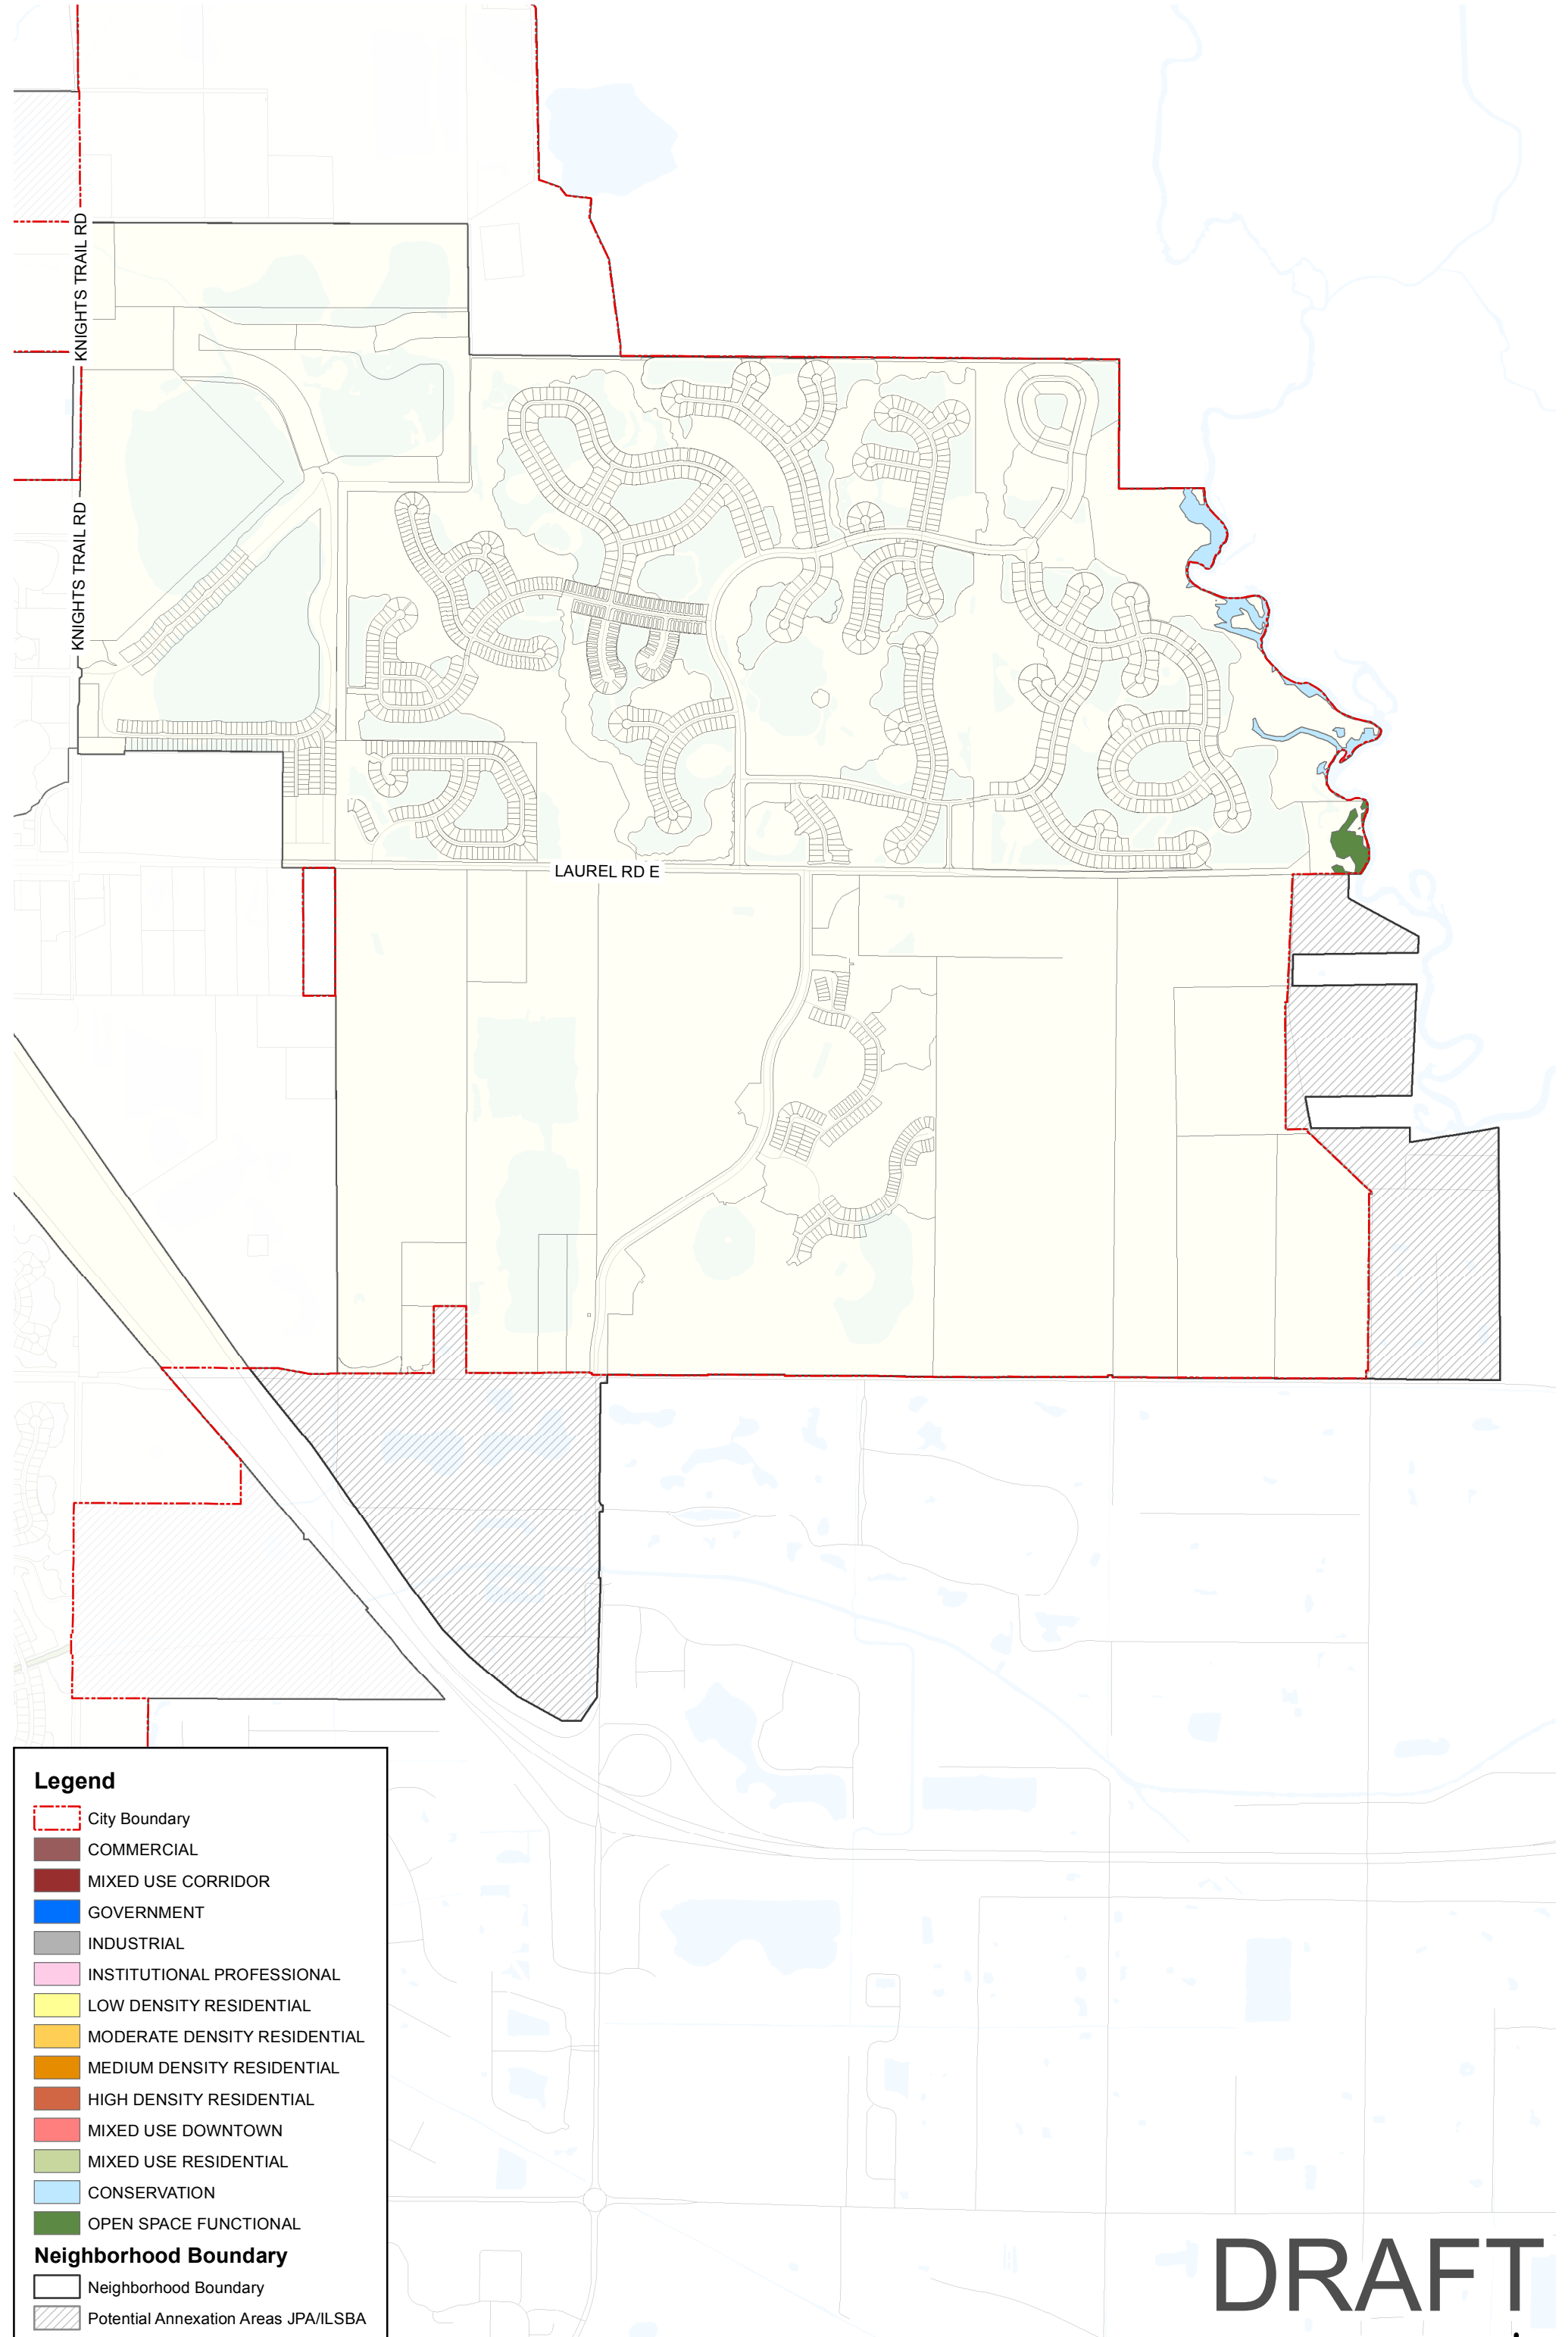 KNIGHTS TRAIL RD
KNIGHTS TRAIL RD
LAUREL RD E
Legend
City Boundary
COMMERCIAL
MIXED USE CORRIDOR
GOVERNMENT
INDUSTRIAL
INSTITUTIONAL PROFESSIONAL
LOW DENSITY RESIDENTIAL
MODERATE DENSITY RESIDENTIAL
MEDIUM DENSITY RESIDENTIAL
HIGH DENSITY RESIDENTIAL
MIXED USE DOWNTOWN
MIXED USE RESIDENTIAL
CONSERVATION
OPEN SPACE FUNCTIONAL
Neighborhood Boundary
Neighborhood Boundary
Potential Annexation Areas JPA/ILSBA
DRAFT